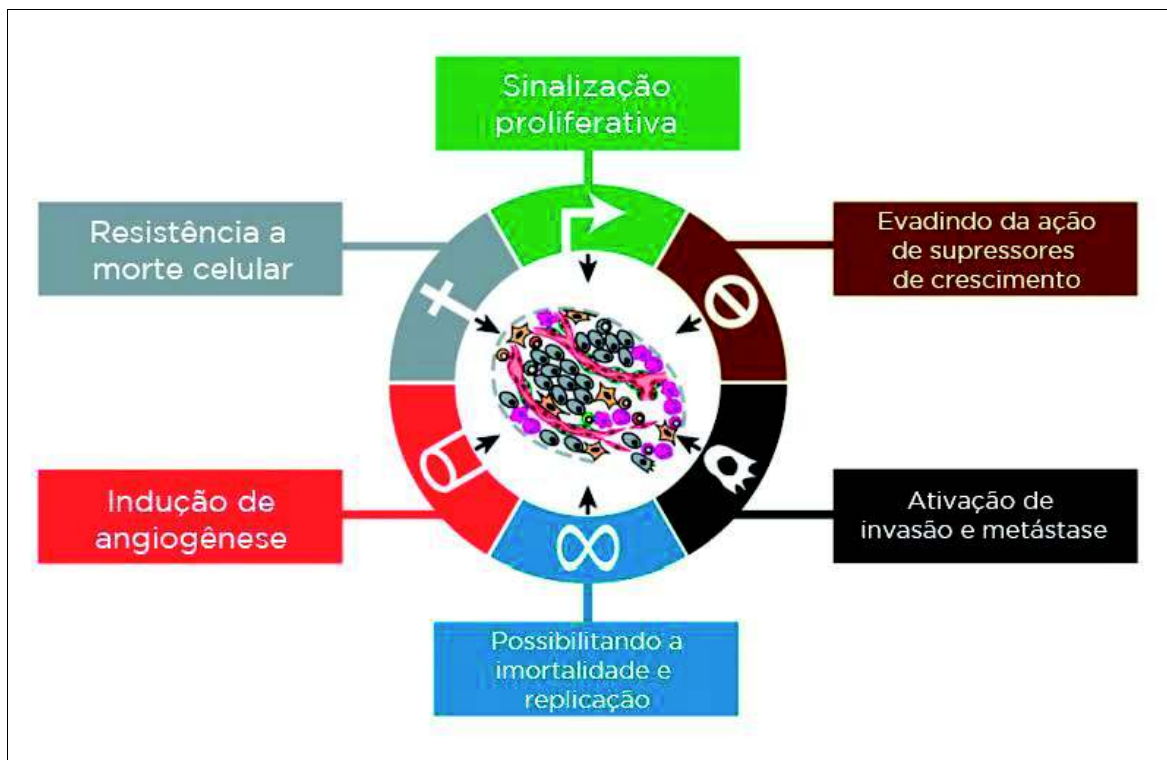 Sinalização
proliferativa
Resistência a
morte celular
Evadindo da ação
de supressores
de crescimento
Indução de
angiogênese
Ativação de
invasão e metástase
Possibilitando a
imortalidade e
replicação